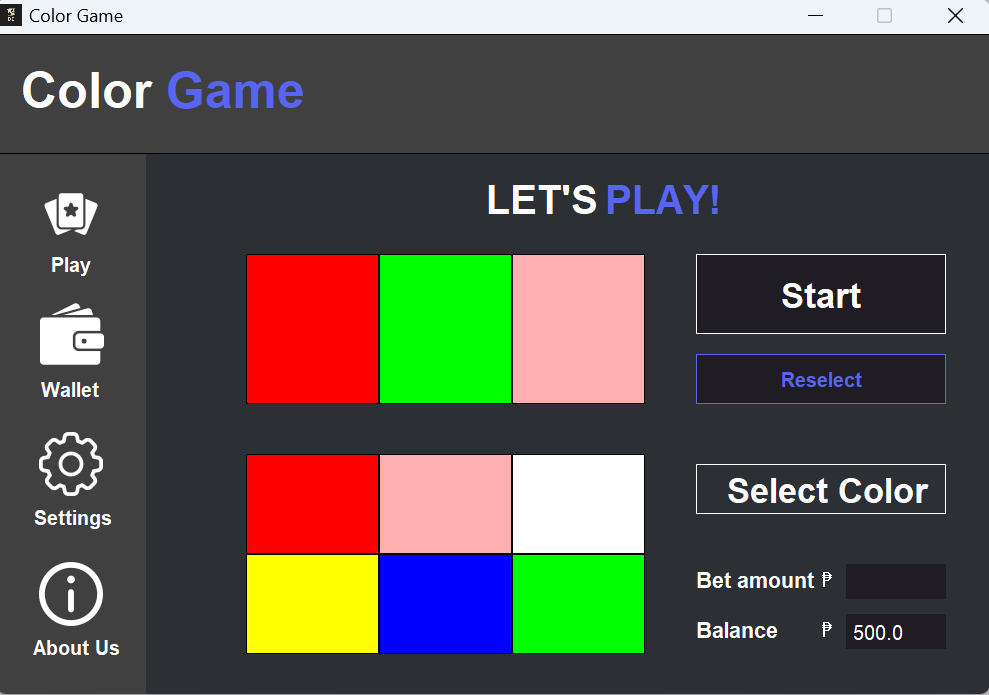 Color Game
Color Game
LET'S PLAY!
Play
Wallet
Settings
About Us
Start
Reselect
Select Color
Bet amount ₱
Balance ₱ 500.0